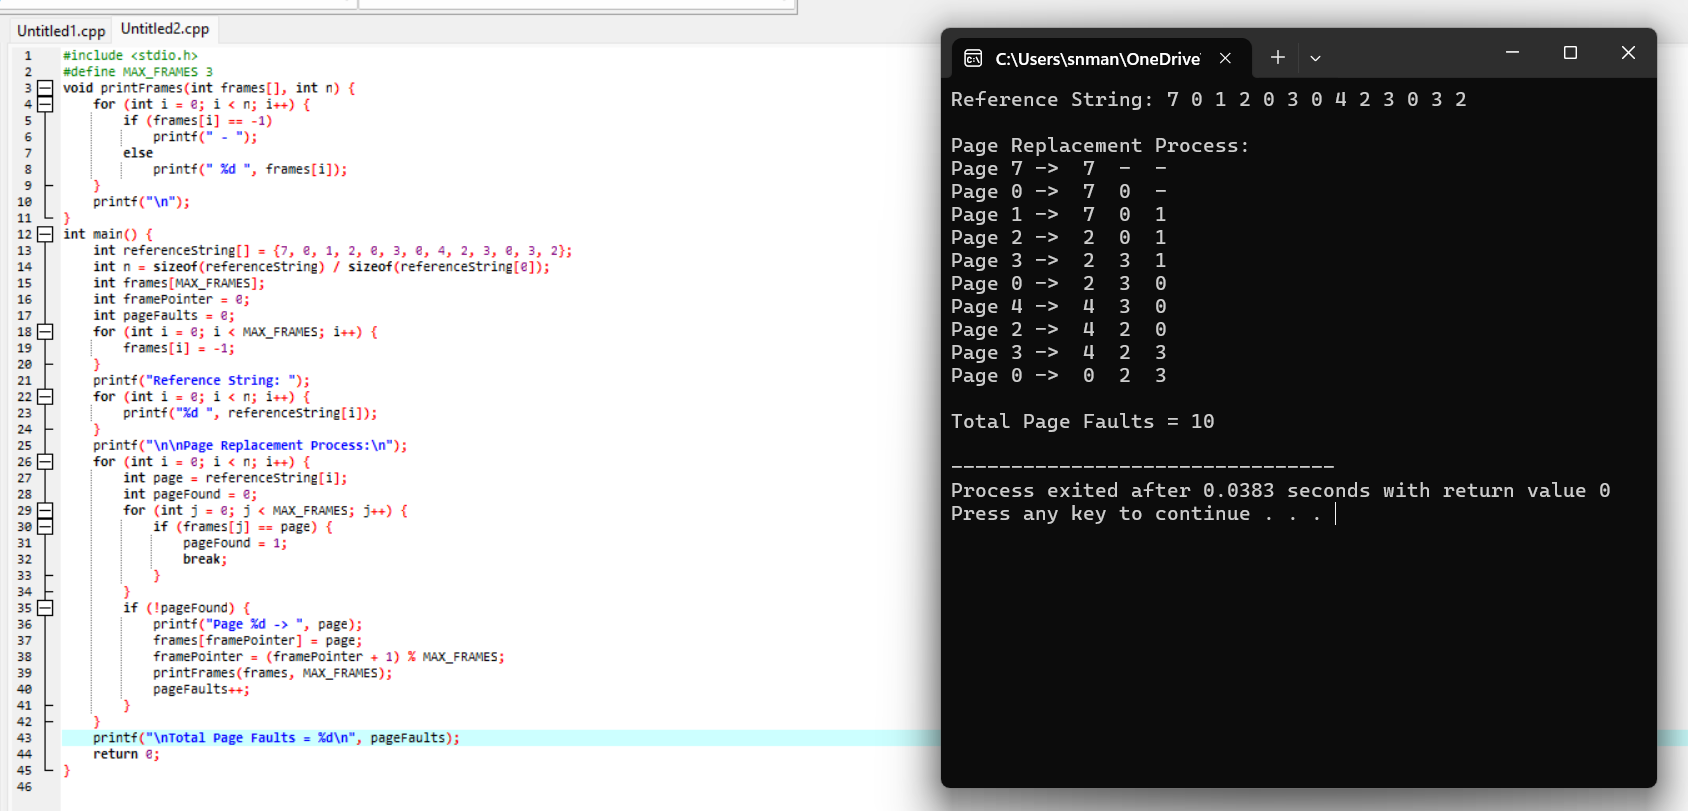 Untitled1.cpp Untitled2.cpp
1 #include <stdio.h>
2 #define MAX_FRAMES 3
3 void printFrames(int frames[], int n) {
4 for (int i = 0; i < n; i++) {
5 if (frames[i] == -1)
6 printf(" - ");
7 else
8 printf(" %d ", frames[i]);
9 }
10 printf("\n");
11 }
12 int main() {
13 int referenceString[] = {7, 0, 1, 2, 0, 3, 0, 4, 2, 3, 0, 3, 2};
14 int n = sizeof(referenceString) / sizeof(referenceString[0]);
15 int frames[MAX_FRAMES];
16 int framePointer = 0;
17 int pageFaults = 0;
18 for (int i = 0; i < MAX_FRAMES; i++) {
19 frames[i] = -1;
20 }
21 printf("Reference String: ");
22 for (int i = 0; i < n; i++) {
23 printf("%d ", referenceString[i]);
24 }
25 printf("\n\nPage Replacement Process:\n");
26 for (int i = 0; i < n; i++) {
27 int page = referenceString[i];
28 int pageFound = 0;
29 for (int j = 0; j < MAX_FRAMES; j++) {
30 if (frames[j] == page) {
31 pageFound = 1;
32 break;
33 }
34 }
35 if (!pageFound) {
36 printf("Page %d -> ", page);
37 frames[framePointer] = page;
38 framePointer = (framePointer + 1) % MAX_FRAMES;
39 printFrames(frames, MAX_FRAMES);
40 pageFaults++;
41 }
42 }
43 printf("\nTotal Page Faults = %d\n", pageFaults);
44 return 0;
45 }
46
C:\Users\snman\OneDrive
Reference String: 7 0 1 2 0 3 0 4 2 3 0 3 2
Page Replacement Process:
Page 7 -> 7 - -
Page 0 -> 7 0 -
Page 1 -> 7 0 1
Page 2 -> 2 0 1
Page 3 -> 2 3 1
Page 0 -> 2 3 0
Page 4 -> 4 3 0
Page 2 -> 4 2 0
Page 3 -> 4 2 3
Page 0 -> 0 2 3
Total Page Faults = 10
--------------------------------
Process exited after 0.0383 seconds with return value 0
Press any key to continue . . .